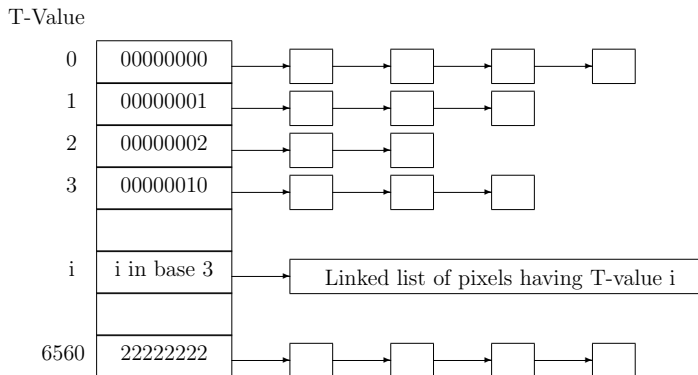 T-Value
0 00000000
1 00000001
2 00000002
3 00000010
i i in base 3 Linked list of pixels having T-value i
6560 22222222